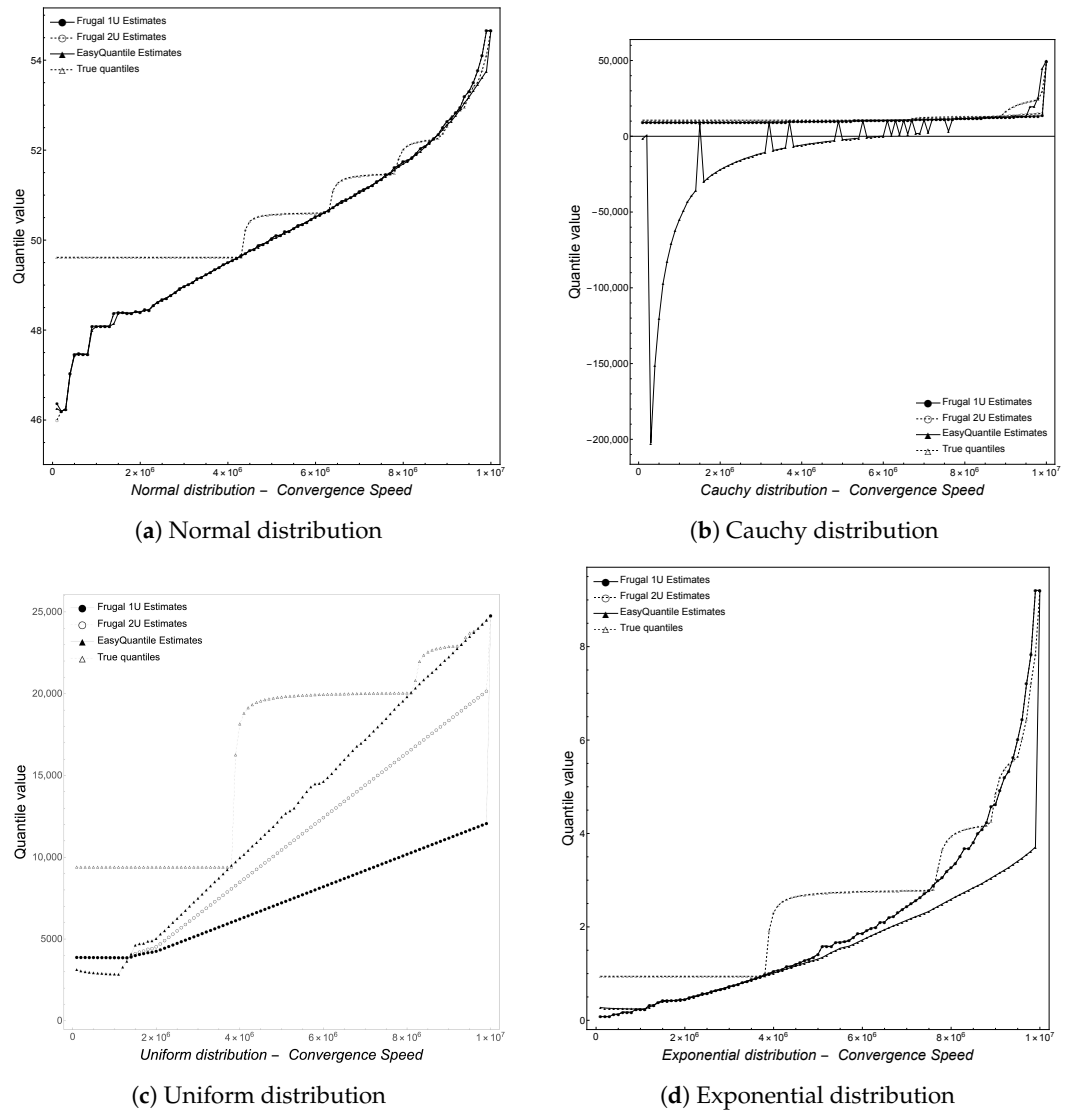 Frugal 1U Estimates
Frugal 2U Estimates
EasyQuantile Estimates
True quantiles
54
52
50
48
46
Quantile value
0
2×10⁶
4×10⁶
6×10⁶
8×10⁶
1×10⁷
Normal distribution – Convergence Speed
(a) Normal distribution
50,000
0
−50,000
−100,000
−150,000
−200,000
Quantile value
Frugal 1U Estimates
Frugal 2U Estimates
EasyQuantile Estimates
True quantiles
0
2×10⁶
4×10⁶
6×10⁶
8×10⁶
1×10⁷
Cauchy distribution – Convergence Speed
(b) Cauchy distribution
Frugal 1U Estimates
Frugal 2U Estimates
EasyQuantile Estimates
True quantiles
25,000
20,000
15,000
10,000
5000
0
Quantile value
0
2×10⁶
4×10⁶
6×10⁶
8×10⁶
1×10⁷
Uniform distribution – Convergence Speed
(c) Uniform distribution
Frugal 1U Estimates
Frugal 2U Estimates
EasyQuantile Estimates
True quantiles
8
6
4
2
0
Quantile value
0
2×10⁶
4×10⁶
6×10⁶
8×10⁶
1×10⁷
Exponential distribution – Convergence Speed
(d) Exponential distribution